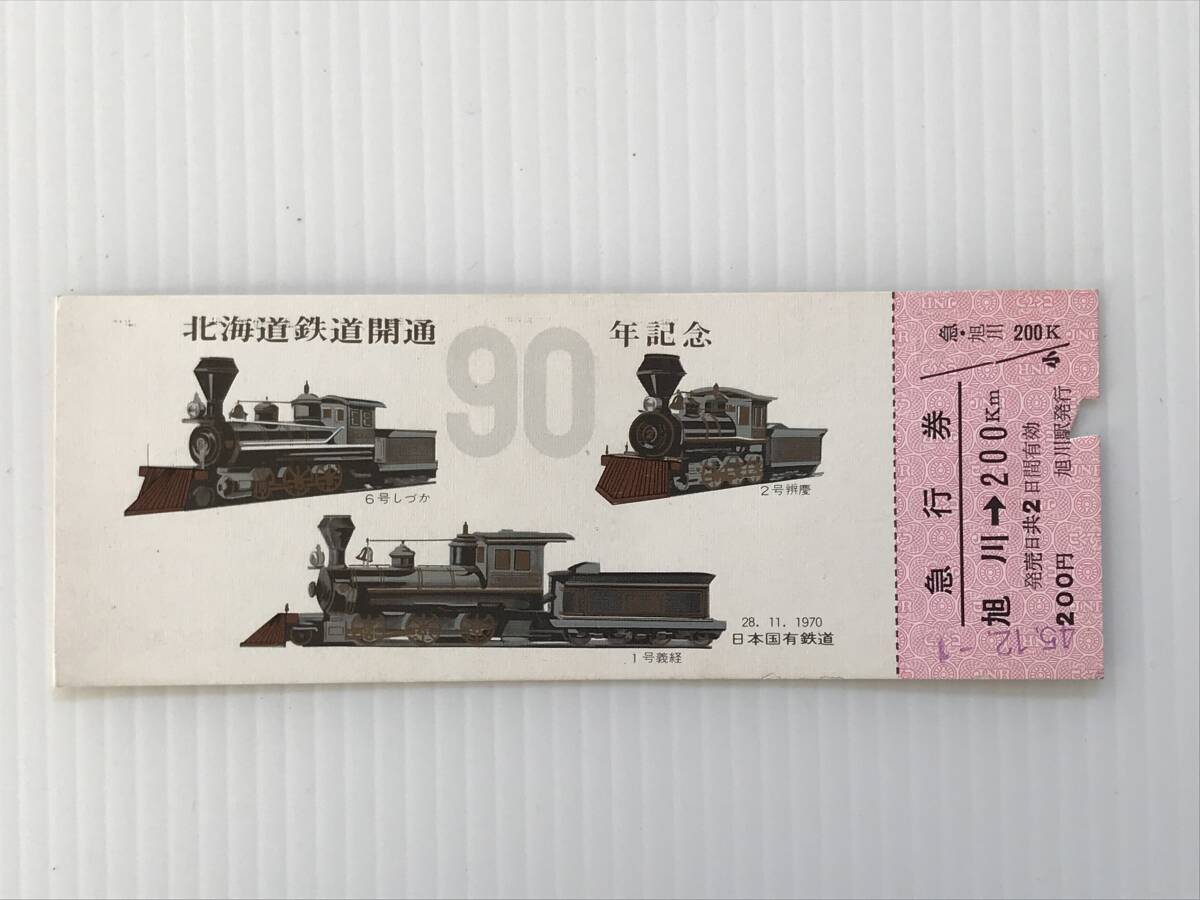 北海道鉄道開通 90 年記念
6号しづか
2号辨慶
1号義経
28. 11. 1970
日本国有鉄道
急・旭川 200K
小
急行券
旭川➔200Km
発売日共2日間有効
200円 旭川駅発行
45.12.-1